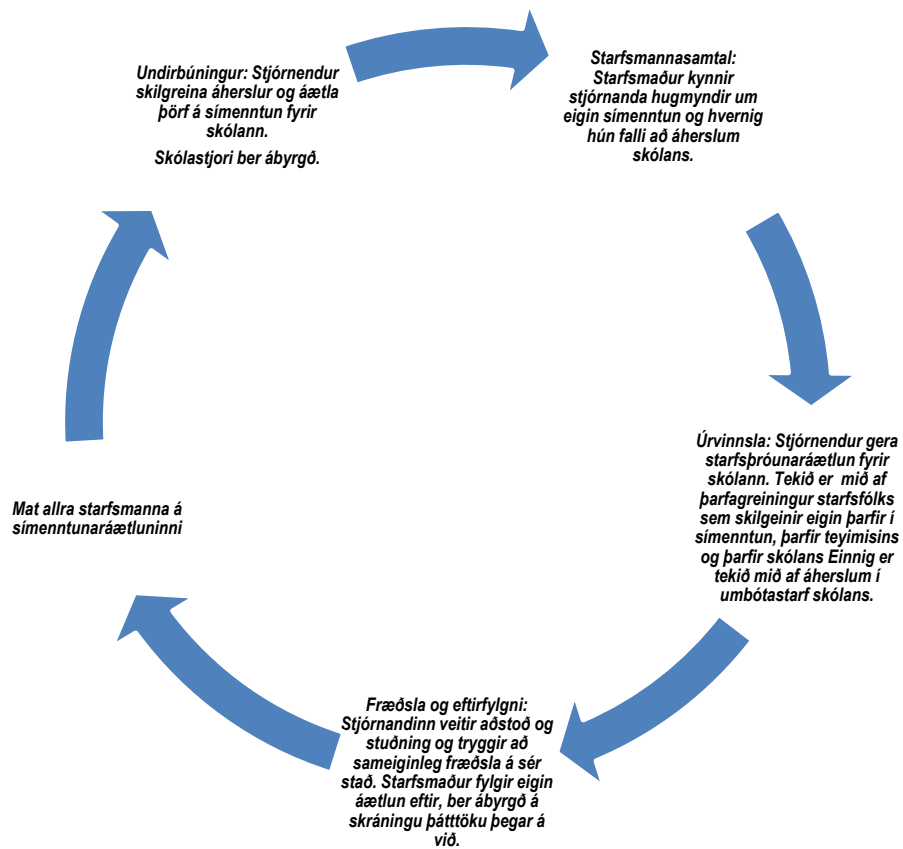 Undirbúningur: Stjórnendur
skilgreina áherslur og áætla
þörf á símenntun fyrir
skólann.
Skólastjori ber ábyrgð.
Starfsmannasamtal:
Starfsmaður kynnir
stjórnanda hugmyndir um
eigin símenntun og hvernig
hún falli að áherslum
skólans.
Úrvinnsla: Stjórnendur gera
starfsþróunaráætlun fyrir
skólann. Tekið er mið af
þarfagreiningur starfsfólks
sem skilgeinir eigin þarfir í
símenntun, þarfir teyimisins
og þarfir skólans Einnig er
tekið mið af áherslum í
umbótastarf skólans.
Fræðsla og eftirfylgni:
Stjórnandinn veitir aðstoð og
stuðning og tryggir að
sameiginleg fræðsla á sér
stað. Starfsmaður fylgir eigin
áætlun eftir, ber ábyrgð á
skráningu þátttöku þegar á
við.
Mat allra starfsmanna á
símenntunaráætluninni